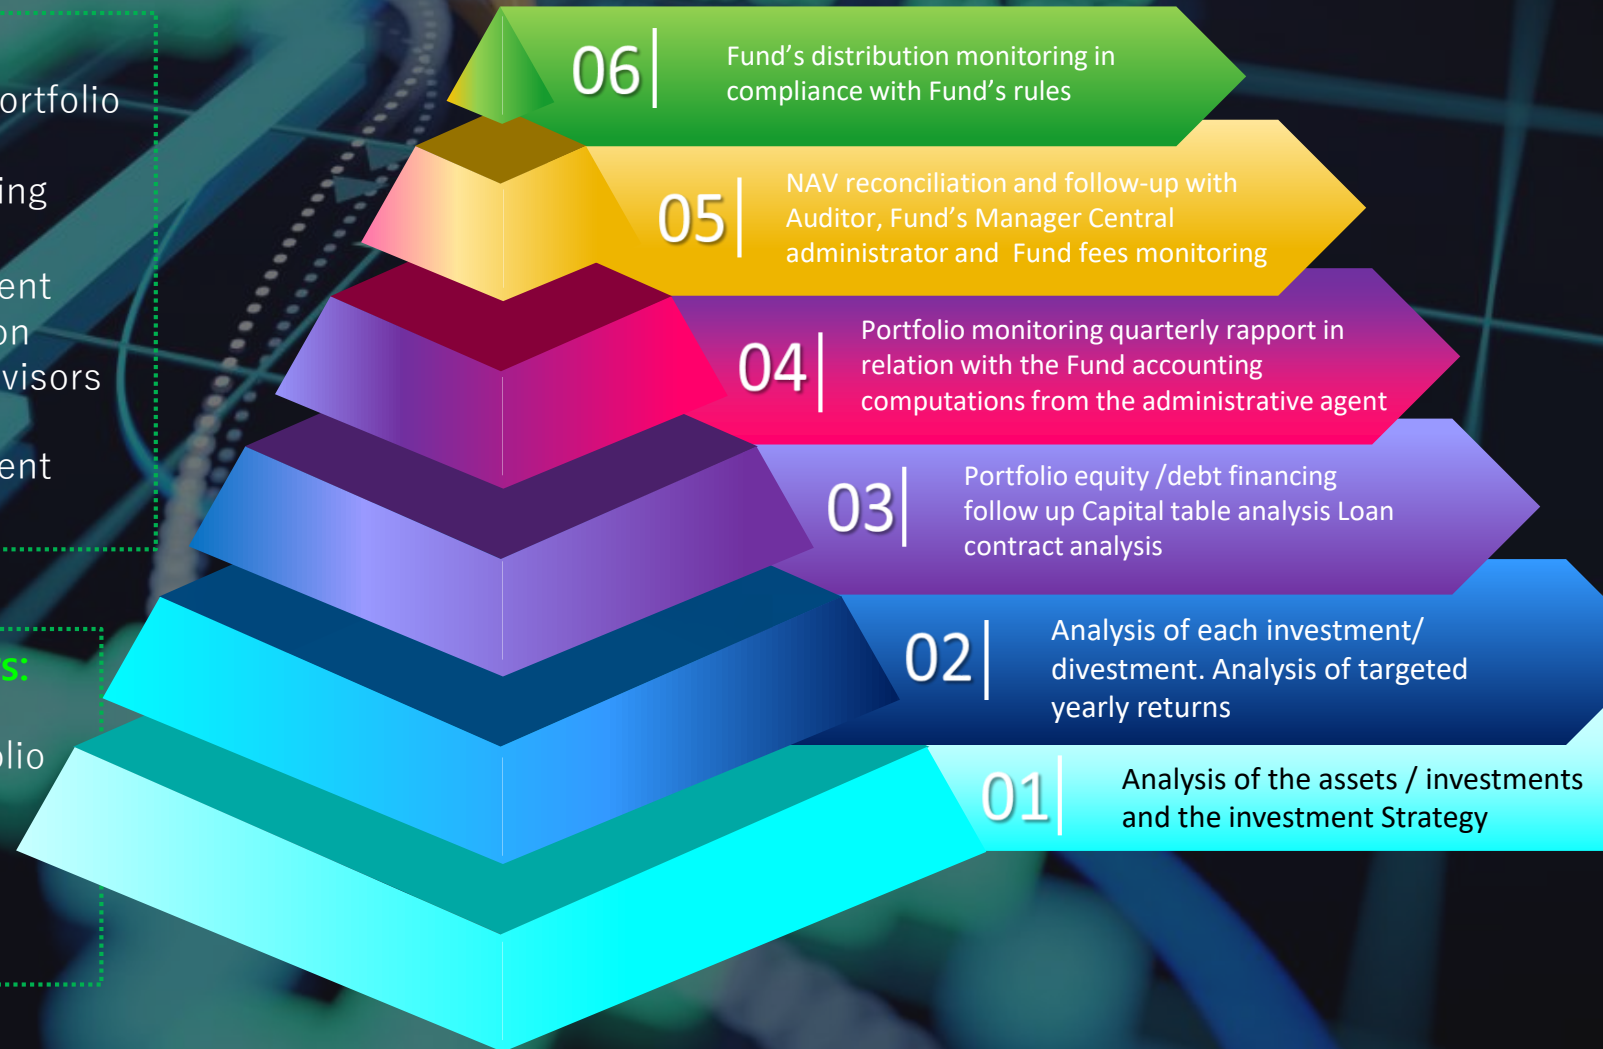 ortfolio
ing
ent
on
visors
ent
s:
olio
06
Fund’s distribution monitoring in
compliance with Fund’s rules
05
NAV reconciliation and follow-up with
Auditor, Fund’s Manager Central
administrator and Fund fees monitoring
04
Portfolio monitoring quarterly rapport in
relation with the Fund accounting
computations from the administrative agent
03
Portfolio equity /debt financing
follow up Capital table analysis Loan
contract analysis
02
Analysis of each investment/
divestment. Analysis of targeted
yearly returns
01
Analysis of the assets / investments
and the investment Strategy